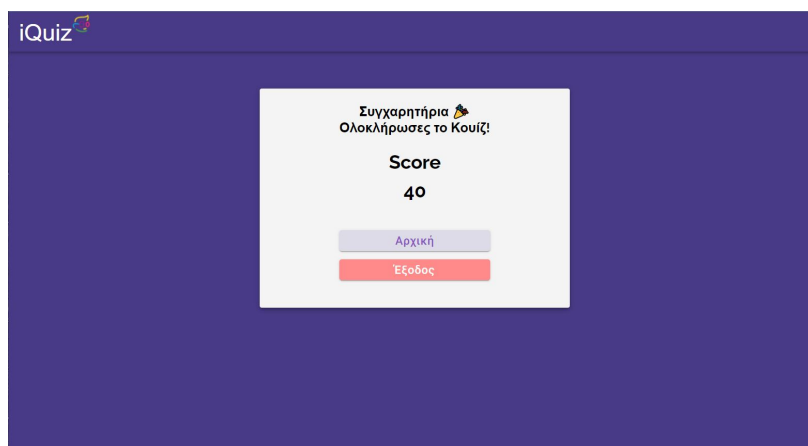 iQuiz
Συγχαρητήρια 🎉
Ολοκλήρωσες το Κουίζ!
Score
40
Αρχική
Έξοδος